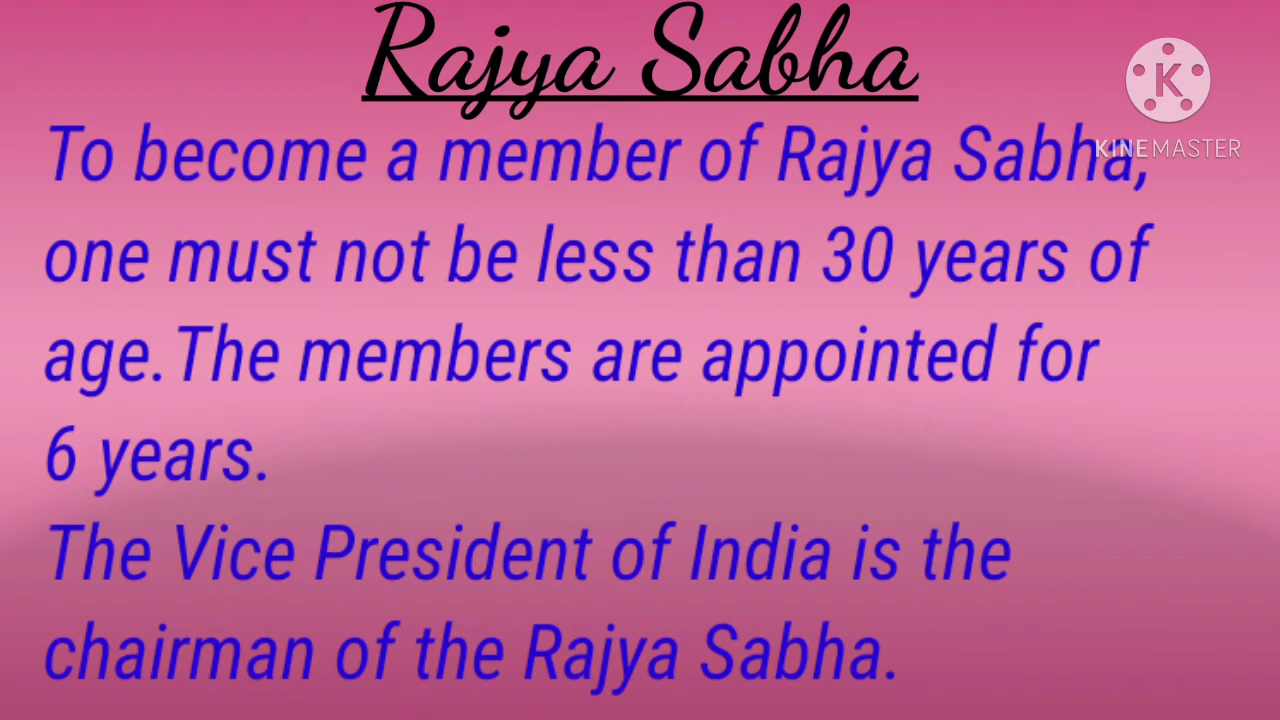 Rajya Sabha
K
KINEMASTER
To become a member of Rajya Sabha,
one must not be less than 30 years of
age.The members are appointed for
6 years.
The Vice President of India is the
chairman of the Rajya Sabha.